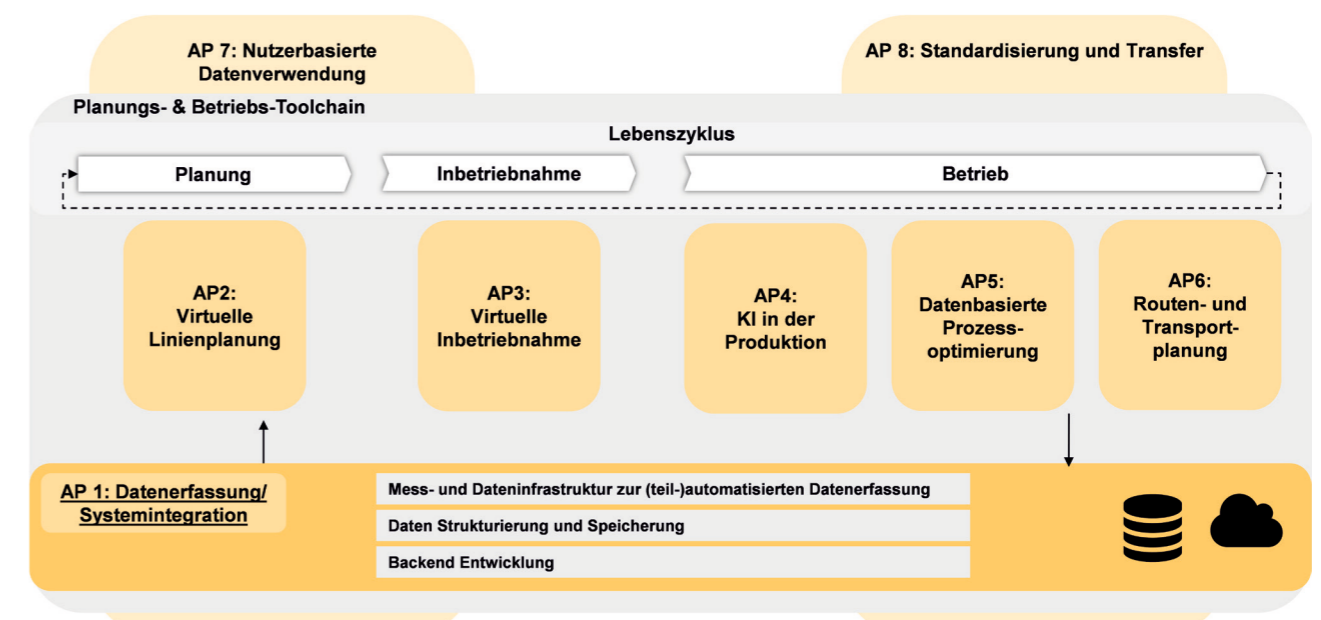 AP 7: Nutzerbasierte
Datenverwendung
AP 8: Standardisierung und Transfer
Planungs- & Betriebs-Toolchain
Lebenszyklus
Planung
Inbetriebnahme
Betrieb
AP2:
Virtuelle
Linienplanung
AP3:
Virtuelle
Inbetriebnahme
AP4:
KI in der
Produktion
AP5:
Datenbasierte
Prozess-
optimierung
AP6:
Routen- und
Transport-
planung
AP 1: Datenerfassung/
Systemintegration
Mess- und Dateninfrastruktur zur (teil-)automatisierten Datenerfassung
Daten Strukturierung und Speicherung
Backend Entwicklung